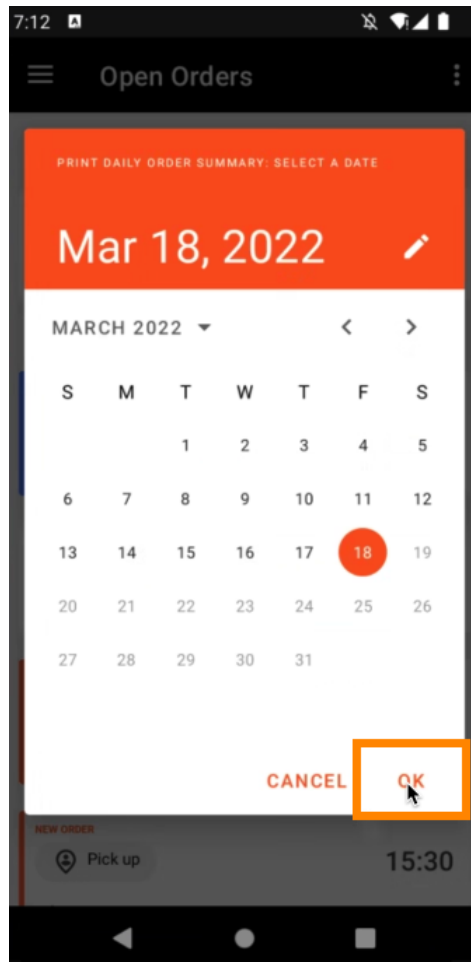 7:12
Open Orders
PRINT DAILY ORDER SUMMARY: SELECT A DATE
Mar 18, 2022
MARCH 2022
S M T W T F S
1 2 3 4 5
6 7 8 9 10 11 12
13 14 15 16 17 18 19
20 21 22 23 24 25 26
27 28 29 30 31
CANCEL OK
NEW ORDER
Pick up 15:30